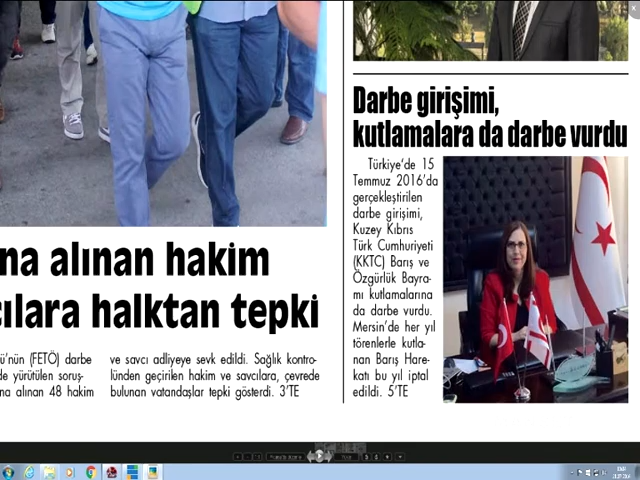 na alınan hakim
cılara halktan tepki
ü'nün (FETÖ) darbe
de yürütülen soruş-
na alınan 48 hakim
ve savcı adliyeye sevk edildi. Sağlık kontro-
lünden geçirilen hakim ve savcılara, çevrede
bulunan vatandaşlar tepki gösterdi. 3'TE
Darbe girişimi,
kutlamalara da darbe vurdu
Türkiye'de 15
Temmuz 2016'da
gerçekleştirilen
darbe girişimi,
Kuzey Kıbrıs
Türk Cumhuriyeti
(KKTC) Barış ve
Özgürlük Bayra-
mı kutlamalarına
da darbe vurdu.
Mersin'de her yıl
törenlerle kutla-
nan Barış Hare-
katı bu yıl iptal
edildi. 5'TE